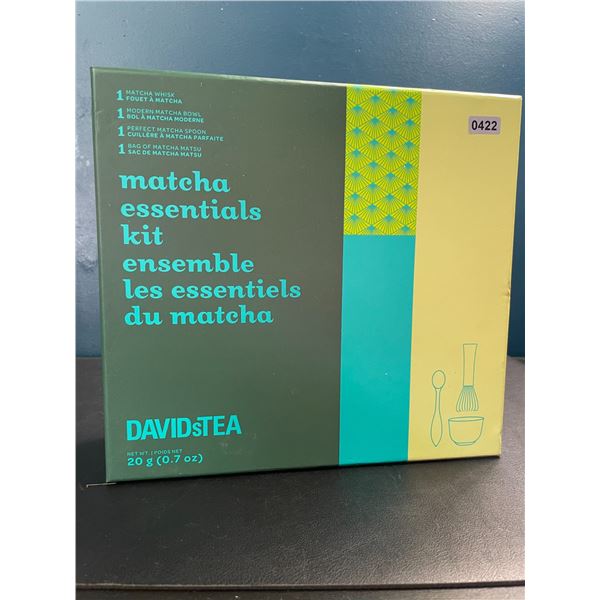 1 MATCHA WHISK
FOUET À MATCHA
1 MODERN MATCHA BOWL
BOL À MATCHA MODERNE
1 PERFECT MATCHA SPOON
CUILLÈRE À MATCHA PARFAITE
1 BAG OF MATCHA MATSU
SAC DE MATCHA MATSU
0422
matcha
essentials
kit
ensemble
les essentiels
du matcha
DAVIDsTEA
NET WT. | POIDS NET
20 g (0.7 oz)